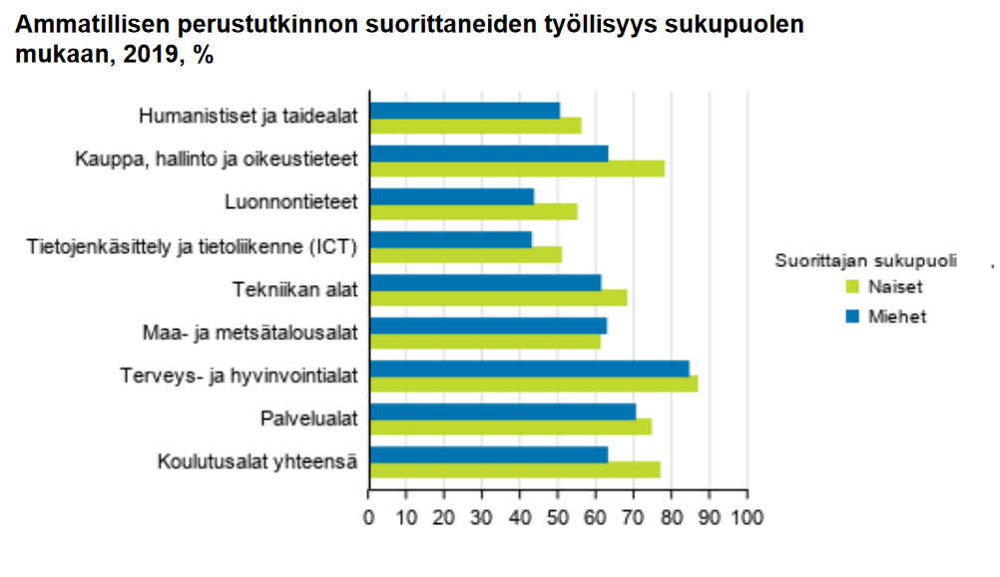 Ammatillisen perustutkinnon suorittaneiden työllisyys sukupuolen
mukaan, 2019, %
Humanistiset ja taidealat
Kauppa, hallinto ja oikeustieteet
Luonnontieteet
Tietojenkäsittely ja tietoliikenne (ICT)
Tekniikan alat
Maa- ja metsätalousalat
Terveys- ja hyvinvointialat
Palvelualat
Koulutusalat yhteensä
0 10 20 30 40 50 60 70 80 90 100
Suorittajan sukupuoli .
Naiset
Miehet